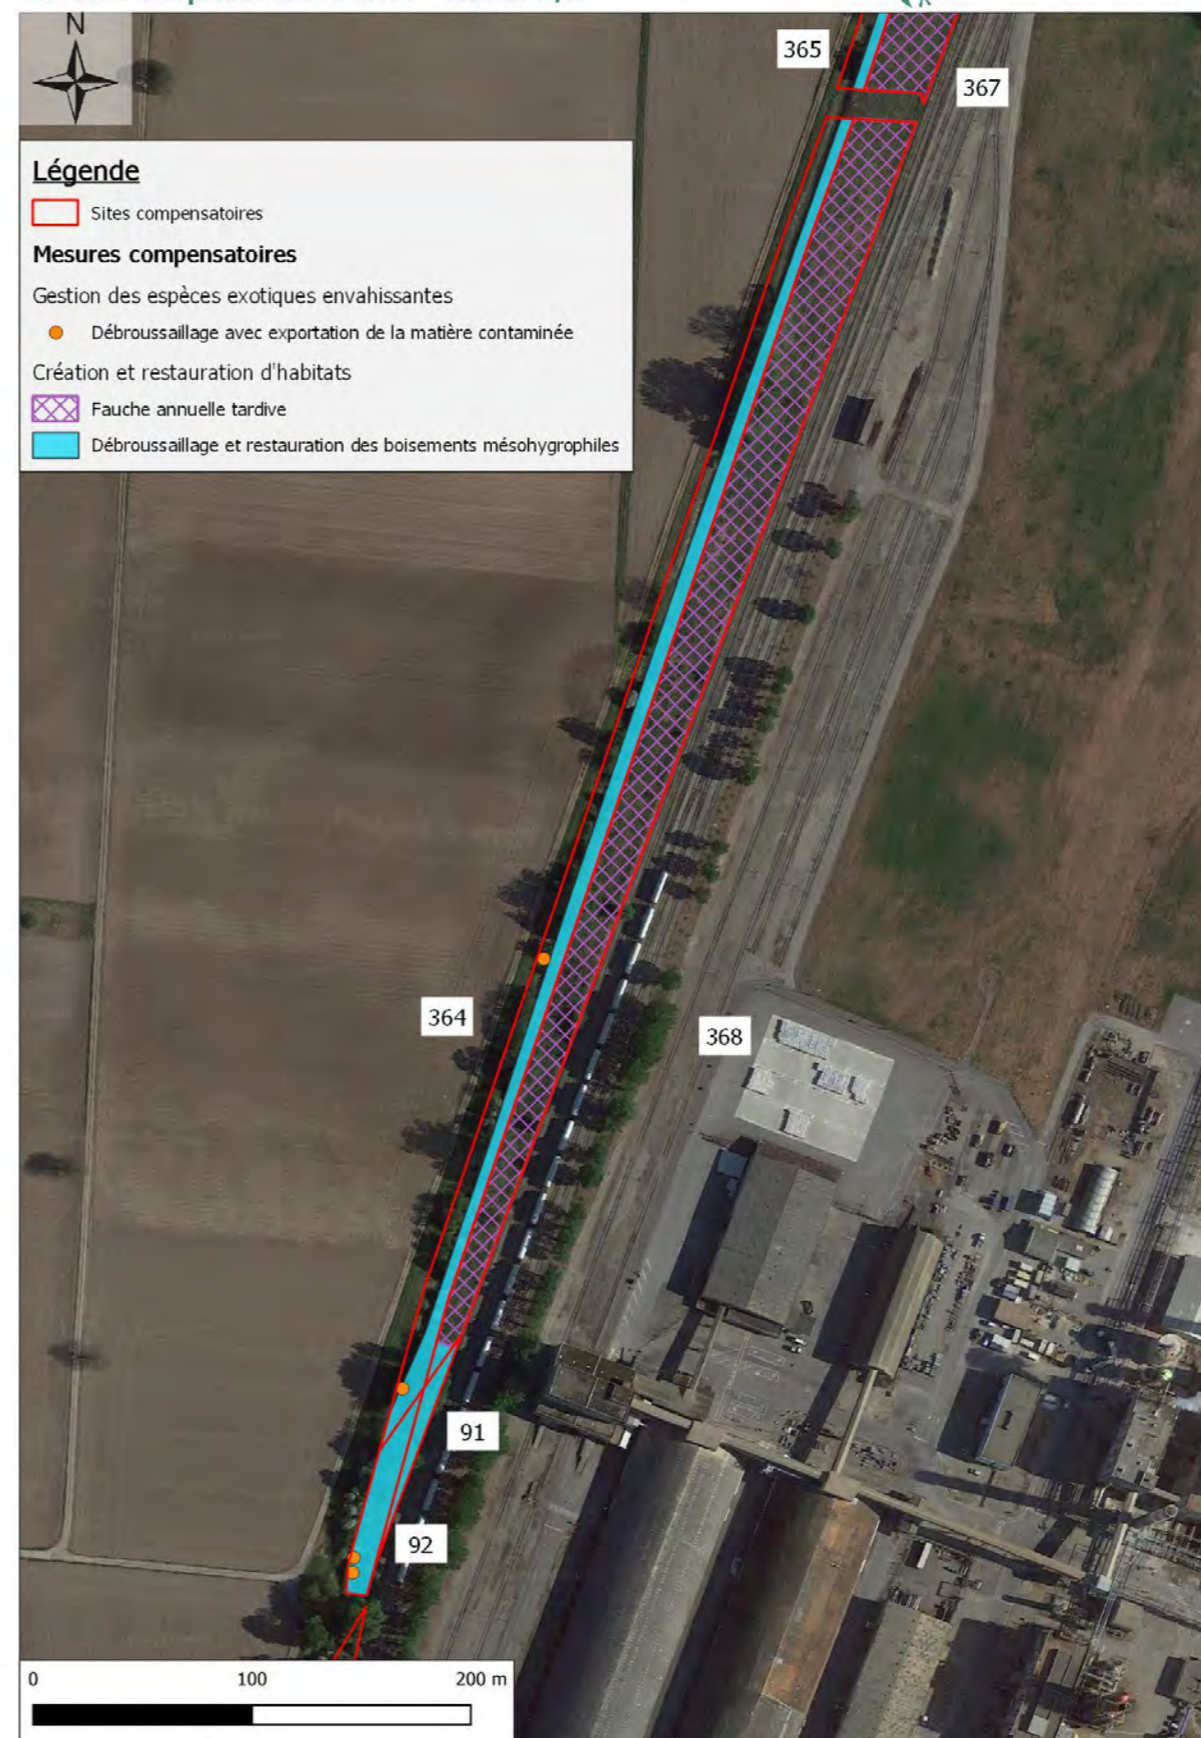 N
365
367
Légende
Sites compensatoires
Mesures compensatoires
Gestion des espèces exotiques envahissantes
Débroussaillage avec exportation de la matière contaminée
Création et restauration d'habitats
Fauche annuelle tardive
Débroussaillage et restauration des boisements mésohygrophiles
364
368
91
92
0 100 200 m